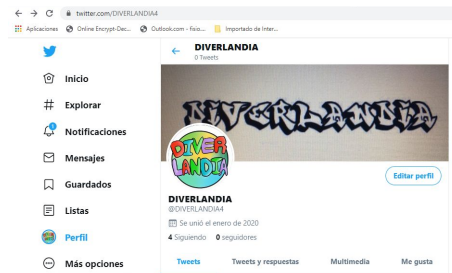 twitter.com/DIVERLANDIA4
Aplicaciones Online Encrypt-Dec... Outlook.com - fisio.... Importado de Inter...
DIVERLANDIA
0 Tweets
Inicio
Explorar
Notificaciones
Mensajes
Guardados
Listas
Perfil
Más opciones
DIVERLANDIA
DIVER
LANDIA
Editar perfil
DIVERLANDIA
@DIVERLANDIA4
Se unió el enero de 2020
4 Siguiendo 0 seguidores
Tweets Tweets y respuestas Multimedia Me gusta